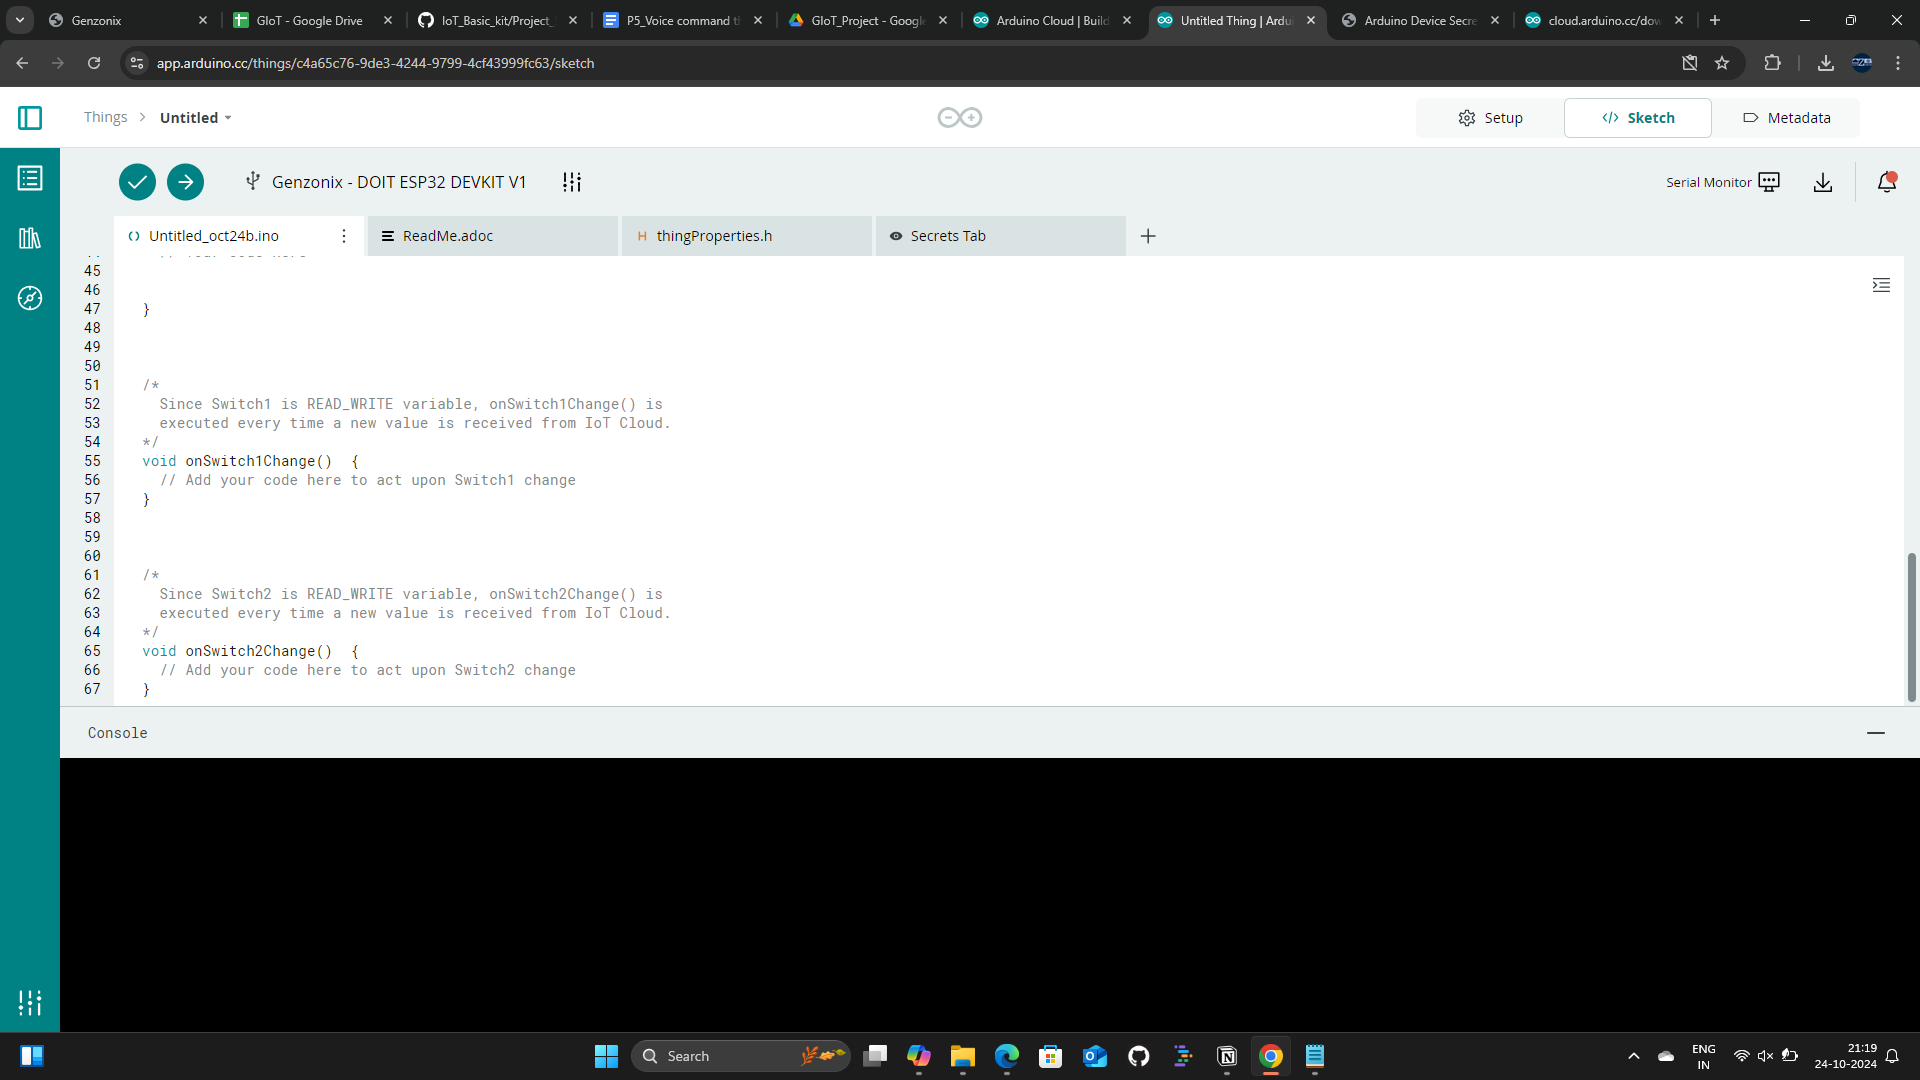 Genzonix
GIoT - Google Drive
IoT_Basic_kit/Project_
P5_Voice command t
GIoT_Project - Google
Arduino Cloud | Build
Untitled Thing | Ardui
Arduino Device Secre
cloud.arduino.cc/dow
app.arduino.cc/things/c4a65c76-9de3-4244-9799-4cf43999fc63/sketch
Things > Untitled
Setup
</> Sketch
Metadata
Genzonix - DOIT ESP32 DEVKIT V1
Serial Monitor
Untitled_oct24b.ino
ReadMe.adoc
H thingProperties.h
Secrets Tab
45
46
47 }
48
49
50
51 /*
52 Since Switch1 is READ_WRITE variable, onSwitch1Change() is
53 executed every time a new value is received from IoT Cloud.
54 */
55 void onSwitch1Change()  {
56 // Add your code here to act upon Switch1 change
57 }
58
59
60
61 /*
62 Since Switch2 is READ_WRITE variable, onSwitch2Change() is
63 executed every time a new value is received from IoT Cloud.
64 */
65 void onSwitch2Change()  {
66 // Add your code here to act upon Switch2 change
67 }
Console
Search
ENG
IN
21:19
24-10-2024